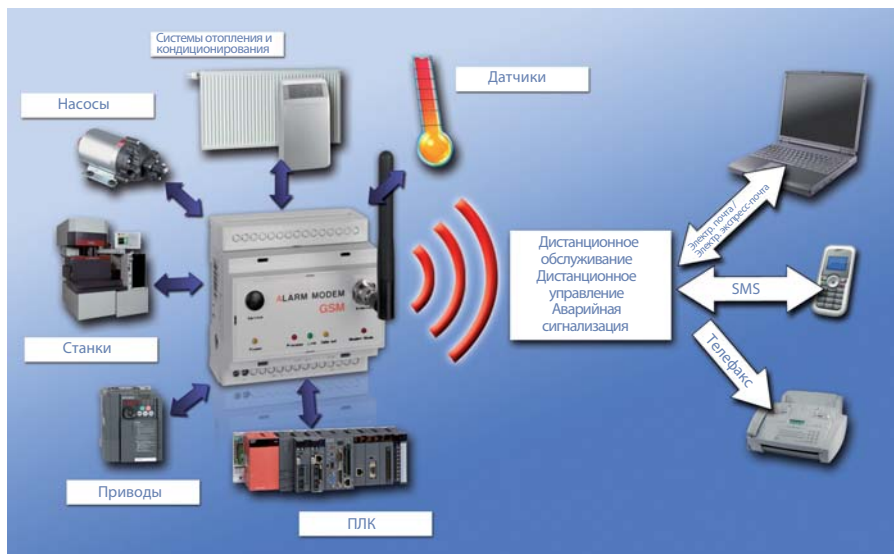 Системы отопления и
кондиционирования
Датчики
Насосы
Электр. почта /
Электр. экспресс-почта
Дистанционное
обслуживание
Дистанционное
управление
Аварийная
сигнализация
SMS
ALARM MODEM
GSM
Станки
Телефакс
Приводы
ПЛК